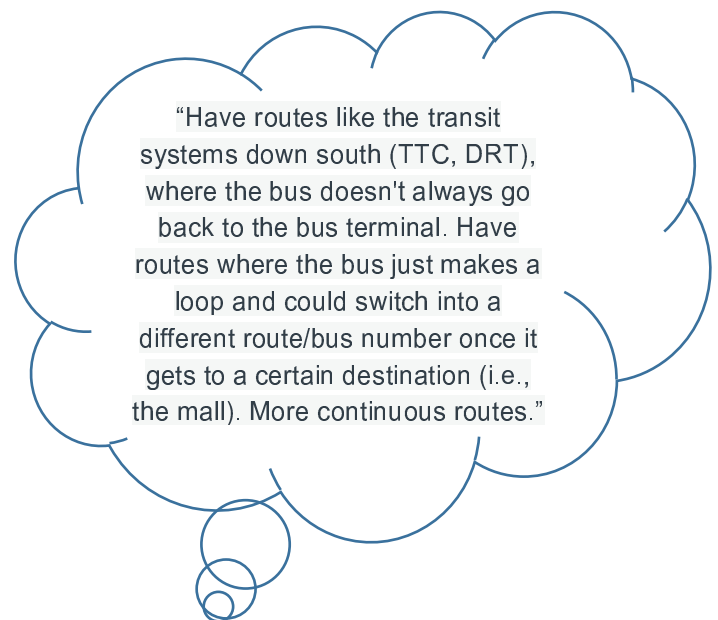 “Have routes like the transit
systems down south (TTC, DRT),
where the bus doesn't always go
back to the bus terminal. Have
routes where the bus just makes a
loop and could switch into a
different route/bus number once it
gets to a certain destination (i.e.,
the mall). More continuous routes.”